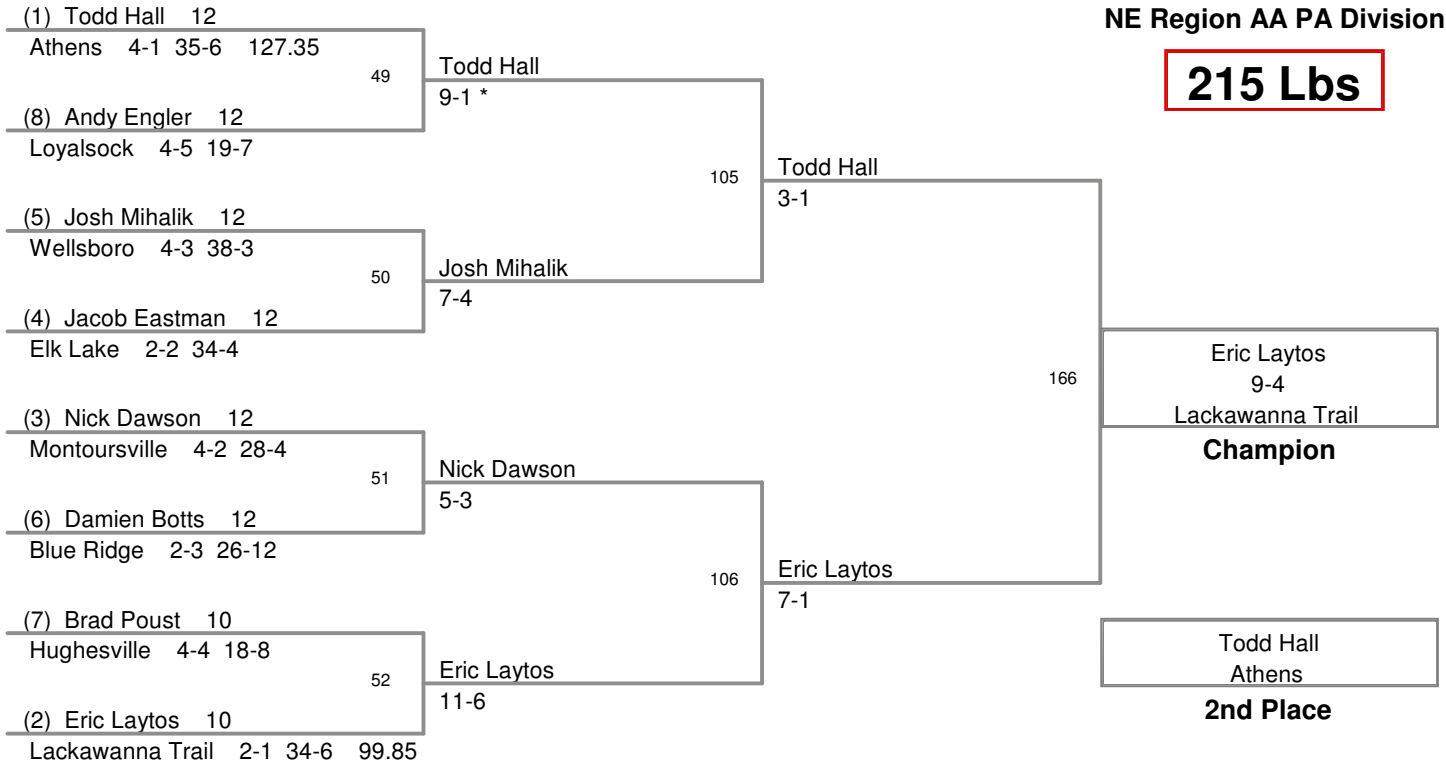 (1) Todd Hall 12
Athens 4-1 35-6 127.35
49
(8) Andy Engler 12
Loyalsock 4-5 19-7
(5) Josh Mihalik 12
Wellsboro 4-3 38-3
50
(4) Jacob Eastman 12
Elk Lake 2-2 34-4
(3) Nick Dawson 12
Montoursville 4-2 28-4
51
(6) Damien Botts 12
Blue Ridge 2-3 26-12
(7) Brad Poust 10
Hughesville 4-4 18-8
52
(2) Eric Laytos 10
Lackawanna Trail 2-1 34-6 99.85
Todd Hall
9-1 *
105
Josh Mihalik
7-4
Nick Dawson
5-3
106
Eric Laytos
11-6
Todd Hall
3-1
166
Eric Laytos
7-1
NE Region AA PA Division
215 Lbs
Eric Laytos
9-4
Lackawanna Trail
Champion
Todd Hall
Athens
2nd Place